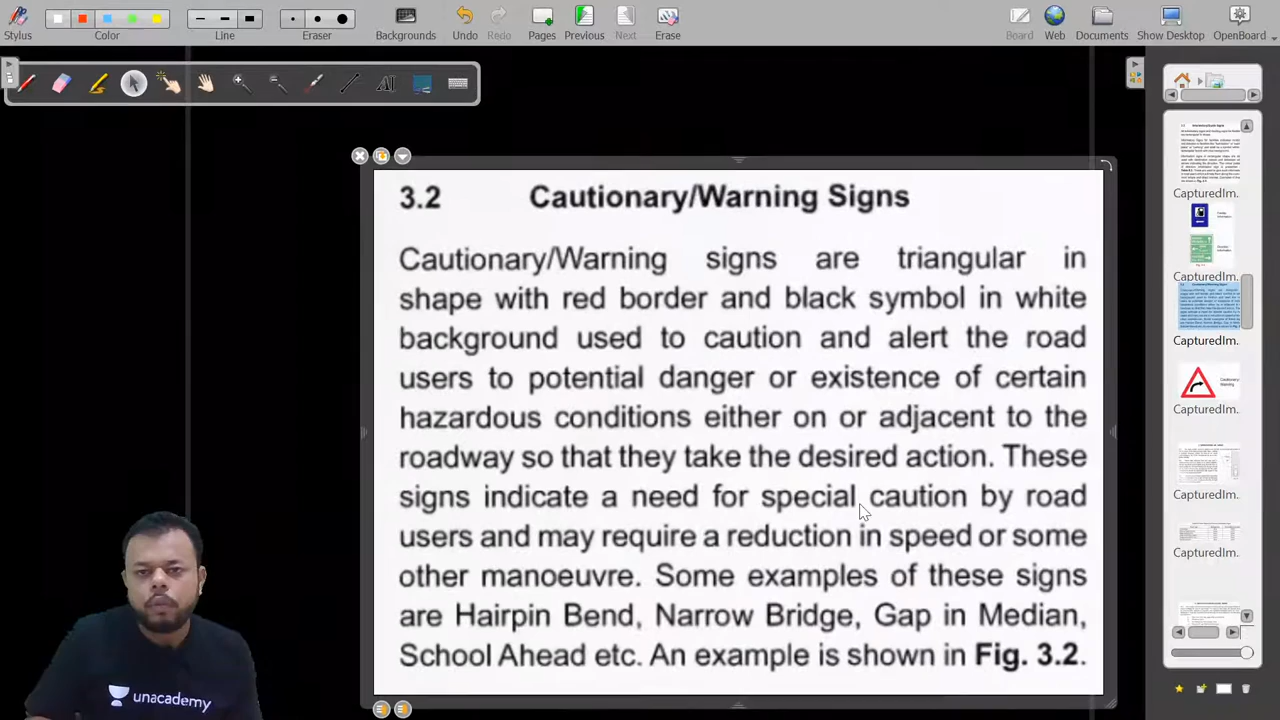 Stylus
Color
Line
Eraser
Backgrounds
Undo
Redo
Pages
Previous
Next
Erase
Board
Web
Documents
Show Desktop
OpenBoard
3.2 Cautionary/Warning Signs
Cautionary/Warning signs are triangular in
shape with red border and black symbol in white
background used to caution and alert the road
users to potential danger or existence of certain
hazardous conditions either on or adjacent to the
roadway so that they take the desired action. These
signs indicate a need for special caution by road
users and may require a reduction in speed or some
other manoeuvre. Some examples of these signs
are Hairpin Bend, Narrow Bridge, Gap in Median,
School Ahead etc. An example is shown in Fig. 3.2.
CapturedIm.
CapturedIm.
CapturedIm.
CapturedIm.
CapturedIm.
CapturedIm.
unacademy